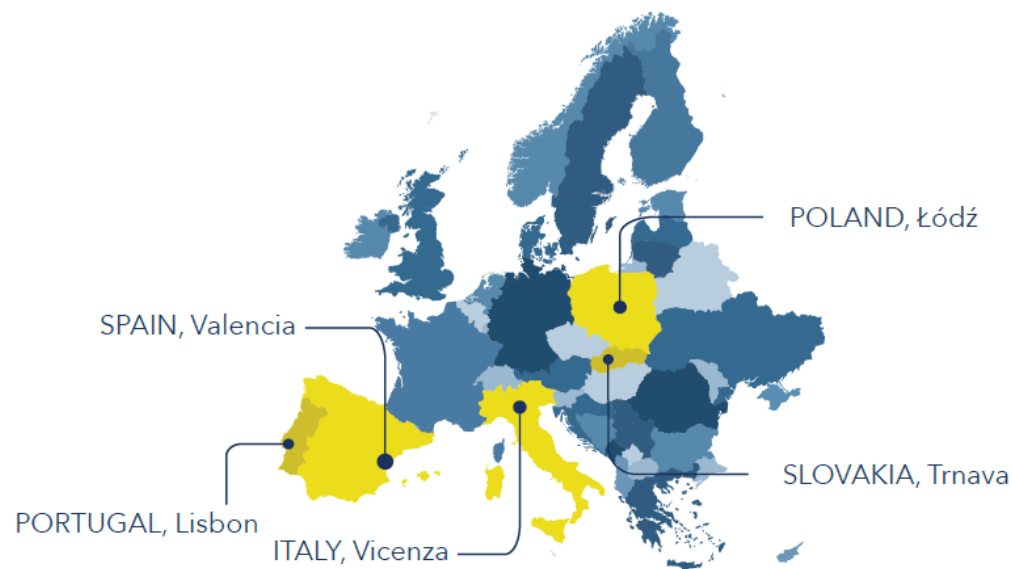 POLAND, Łódź
SPAIN, Valencia
SLOVAKIA, Trnava
PORTUGAL, Lisbon
ITALY, Vicenza